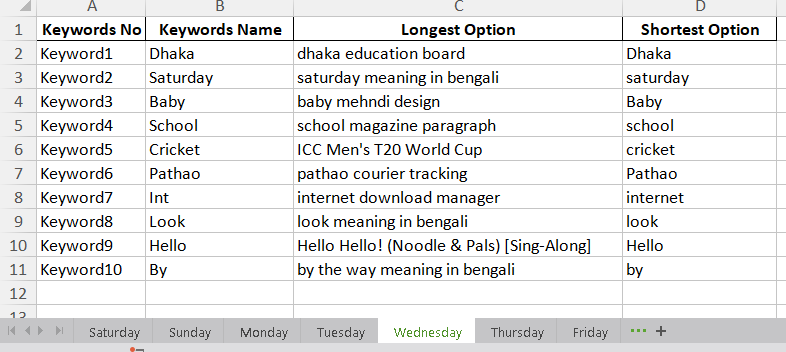 A B C D
1 Keywords No Keywords Name Longest Option Shortest Option
2 Keyword1 Dhaka dhaka education board Dhaka
3 Keyword2 Saturday saturday meaning in bengali saturday
4 Keyword3 Baby baby mehndi design Baby
5 Keyword4 School school magazine paragraph school
6 Keyword5 Cricket ICC Men's T20 World Cup cricket
7 Keyword6 Pathao pathao courier tracking Pathao
8 Keyword7 Int internet download manager internet
9 Keyword8 Look look meaning in bengali look
10 Keyword9 Hello Hello Hello! (Noodle & Pals) [Sing-Along] Hello
11 Keyword10 By by the way meaning in bengali by
12
13
Saturday Sunday Monday Tuesday Wednesday Thursday Friday ... +